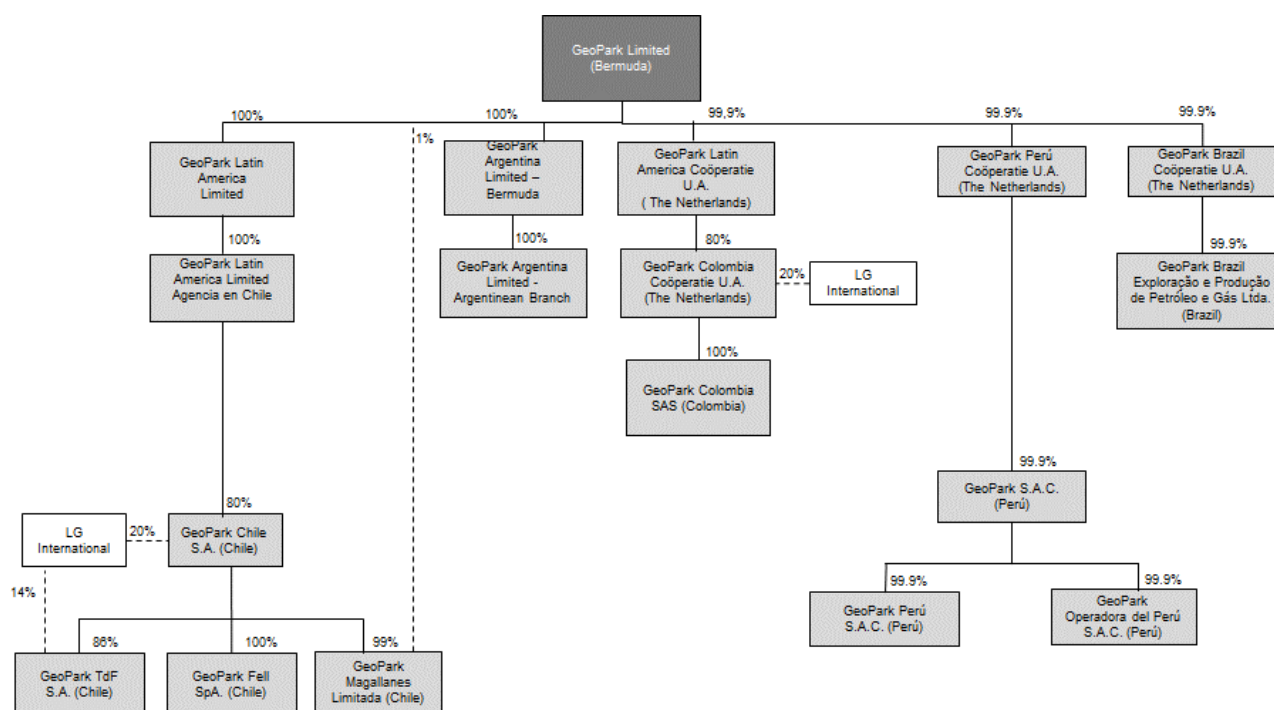 GeoPark Limited
(Bermuda)
100%
100%
99,9%
99.9%
99.9%
1%
GeoPark Latin
America
Limited
GeoPark
Argentina
Limited –
Bermuda
GeoPark Latin
America Coöperatie
U.A.
( The Netherlands)
GeoPark Perú
Coöperatie U.A.
(The Netherlands)
GeoPark Brazil
Coöperatie U.A.
(The Netherlands)
100%
100%
80%
99.9%
GeoPark Latin
America Limited
Agencia en Chile
GeoPark Argentina
Limited -
Argentinean Branch
GeoPark Colombia
Coöperatie U.A.
(The Netherlands)
20%
LG
International
GeoPark Brazil
Exploração e Produção
de Petróleo e Gás Ltda.
(Brazil)
100%
GeoPark Colombia
SAS (Colombia)
99.9%
GeoPark S.A.C.
(Perú)
80%
LG
International
20%
GeoPark Chile
S.A. (Chile)
14%
99.9%
99.9%
GeoPark Perú
S.A.C. (Perú)
GeoPark
Operadora del Perú
S.A.C. (Perú)
86%
100%
99%
GeoPark TdF
S.A. (Chile)
GeoPark Fell
SpA. (Chile)
GeoPark
Magallanes
Limitada (Chile)